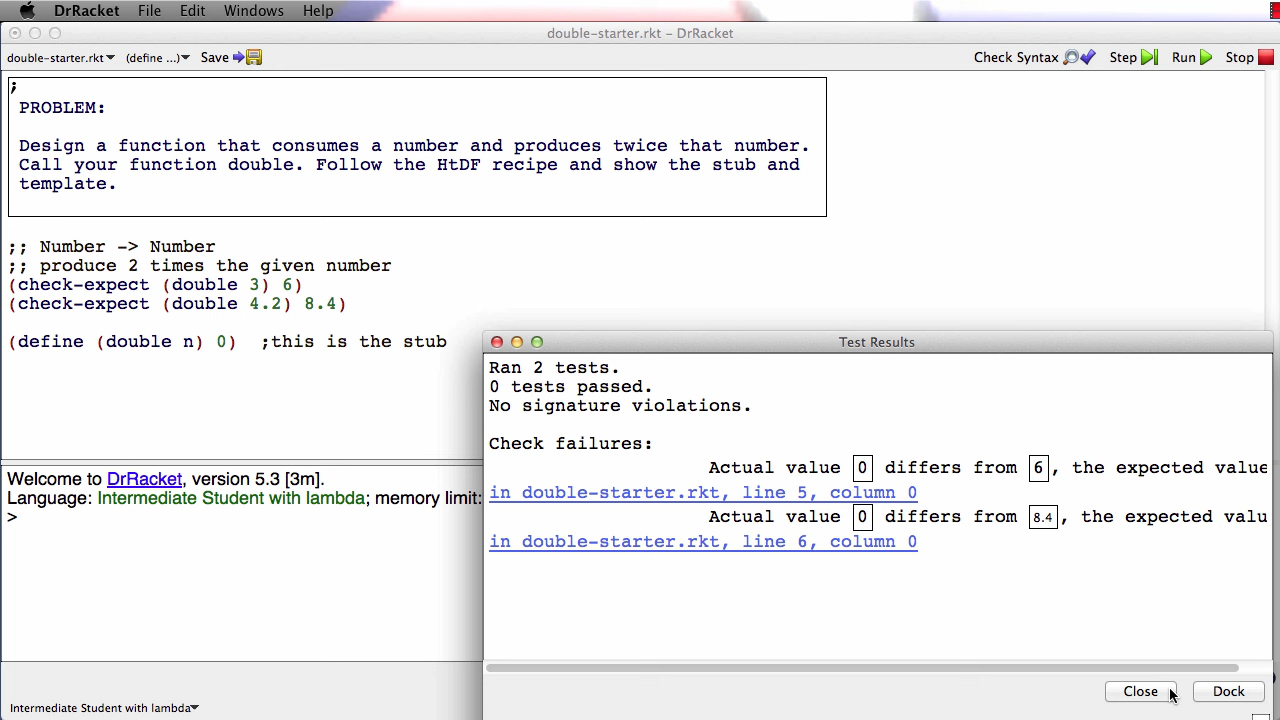 DrRacket File Edit Windows Help
double-starter.rkt – DrRacket
double-starter.rkt▾ (define ...)▾ Save Check Syntax Step Run Stop
;
PROBLEM:
Design a function that consumes a number and produces twice that number.
Call your function double. Follow the HtDF recipe and show the stub and
template.
;; Number -> Number
;; produce 2 times the given number
(check-expect (double 3) 6)
(check-expect (double 4.2) 8.4)
(define (double n) 0)  ;this is the stub
Test Results
Ran 2 tests.
0 tests passed.
No signature violations.
Check failures:
Actual value 0 differs from 6, the expected value
in double-starter.rkt, line 5, column 0
Actual value 0 differs from 8.4, the expected valu
in double-starter.rkt, line 6, column 0
Close Dock
Welcome to DrRacket, version 5.3 [3m].
Language: Intermediate Student with lambda; memory limit:
>
Intermediate Student with lambda▾